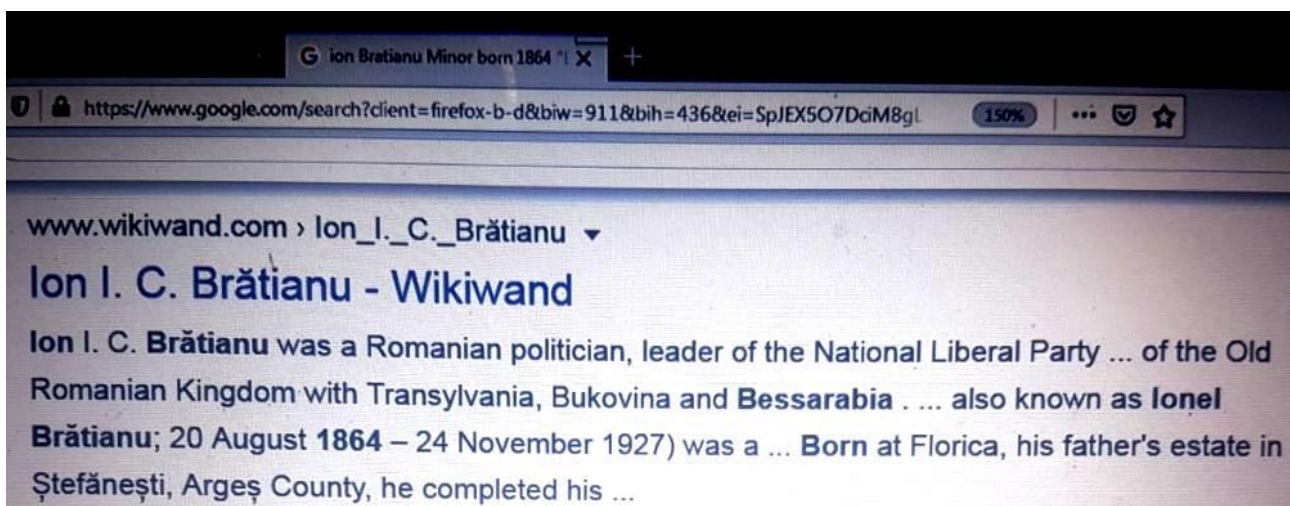 G ion Bratianu Minor born 1864 "
https://www.google.com/search?client=firefox-b-d&biw=911&bih=436&ei=SpJEX5O7DciM8gL 150%
www.wikiwand.com › Ion_I._C._Brătianu
Ion I. C. Brătianu - Wikiwand
Ion I. C. Brătianu was a Romanian politician, leader of the National Liberal Party ... of the Old
Romanian Kingdom with Transylvania, Bukovina and Bessarabia . ... also known as Ionel
Brătianu; 20 August 1864 – 24 November 1927) was a ... Born at Florica, his father's estate in
Ștefănești, Argeș County, he completed his ...